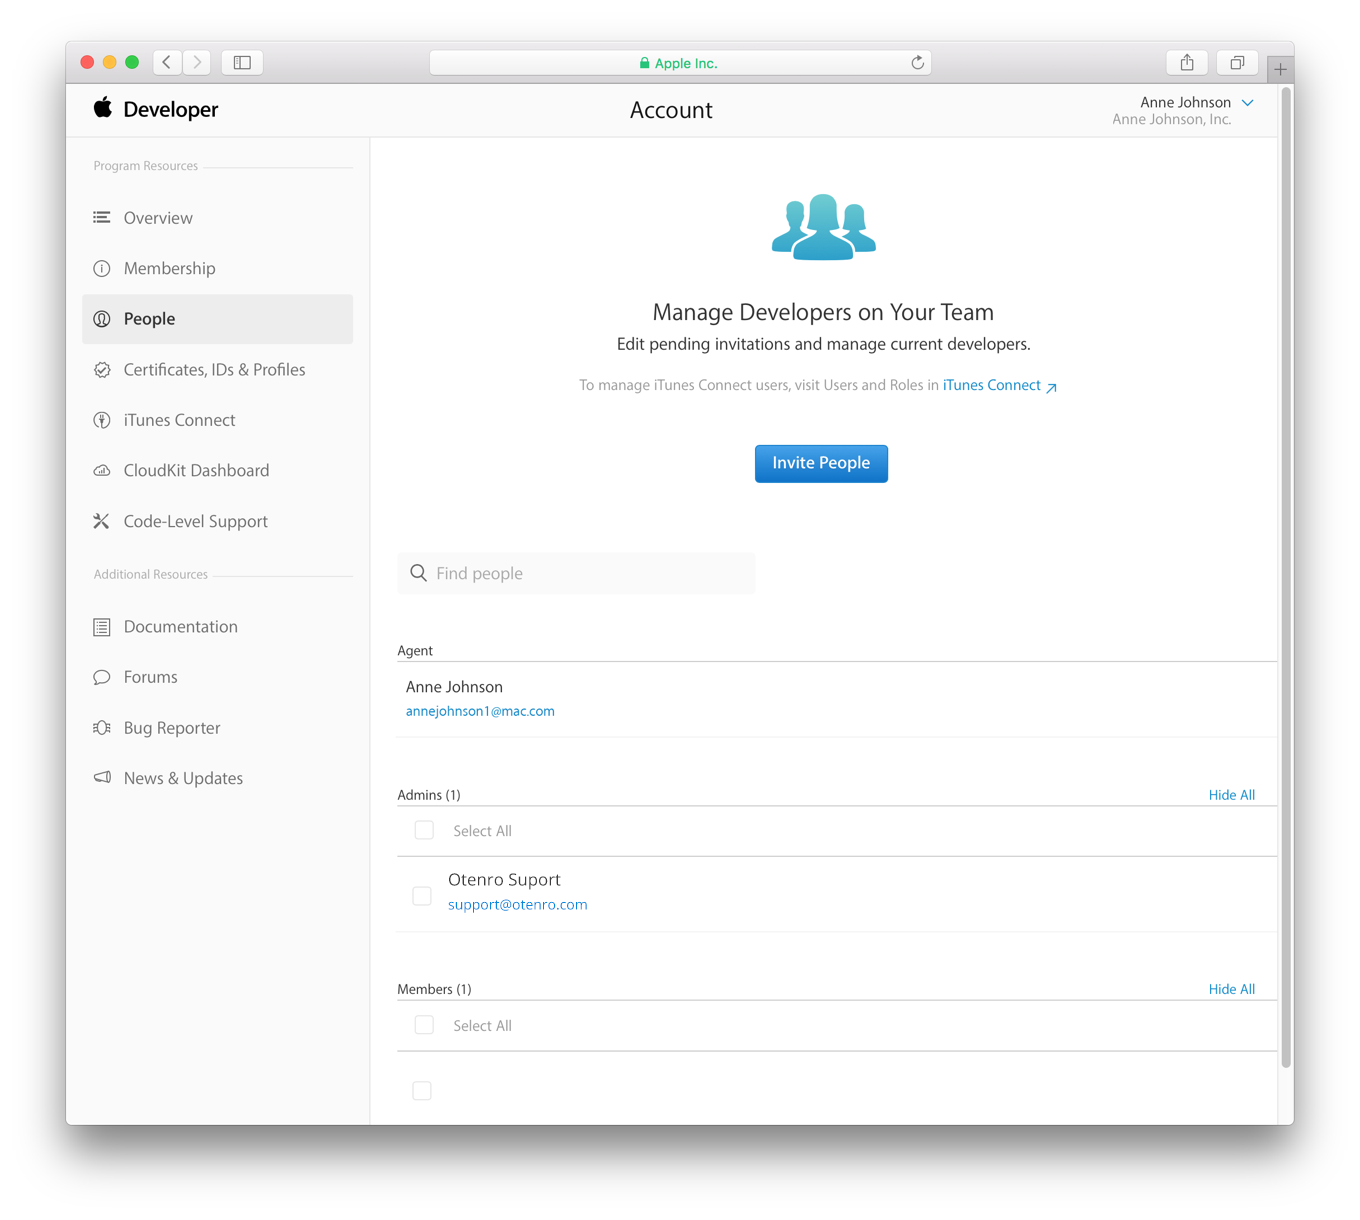 Apple Inc.
Developer
Account
Anne Johnson
Anne Johnson, Inc.
Program Resources
Overview
Membership
People
Certificates, IDs & Profiles
iTunes Connect
CloudKit Dashboard
Code-Level Support
Additional Resources
Documentation
Forums
Bug Reporter
News & Updates
Manage Developers on Your Team
Edit pending invitations and manage current developers.
To manage iTunes Connect users, visit Users and Roles in iTunes Connect
Invite People
Find people
Agent
Anne Johnson
annejohnson1@mac.com
Admins (1)
Hide All
Select All
Otenro Suport
support@otenro.com
Members (1)
Hide All
Select All